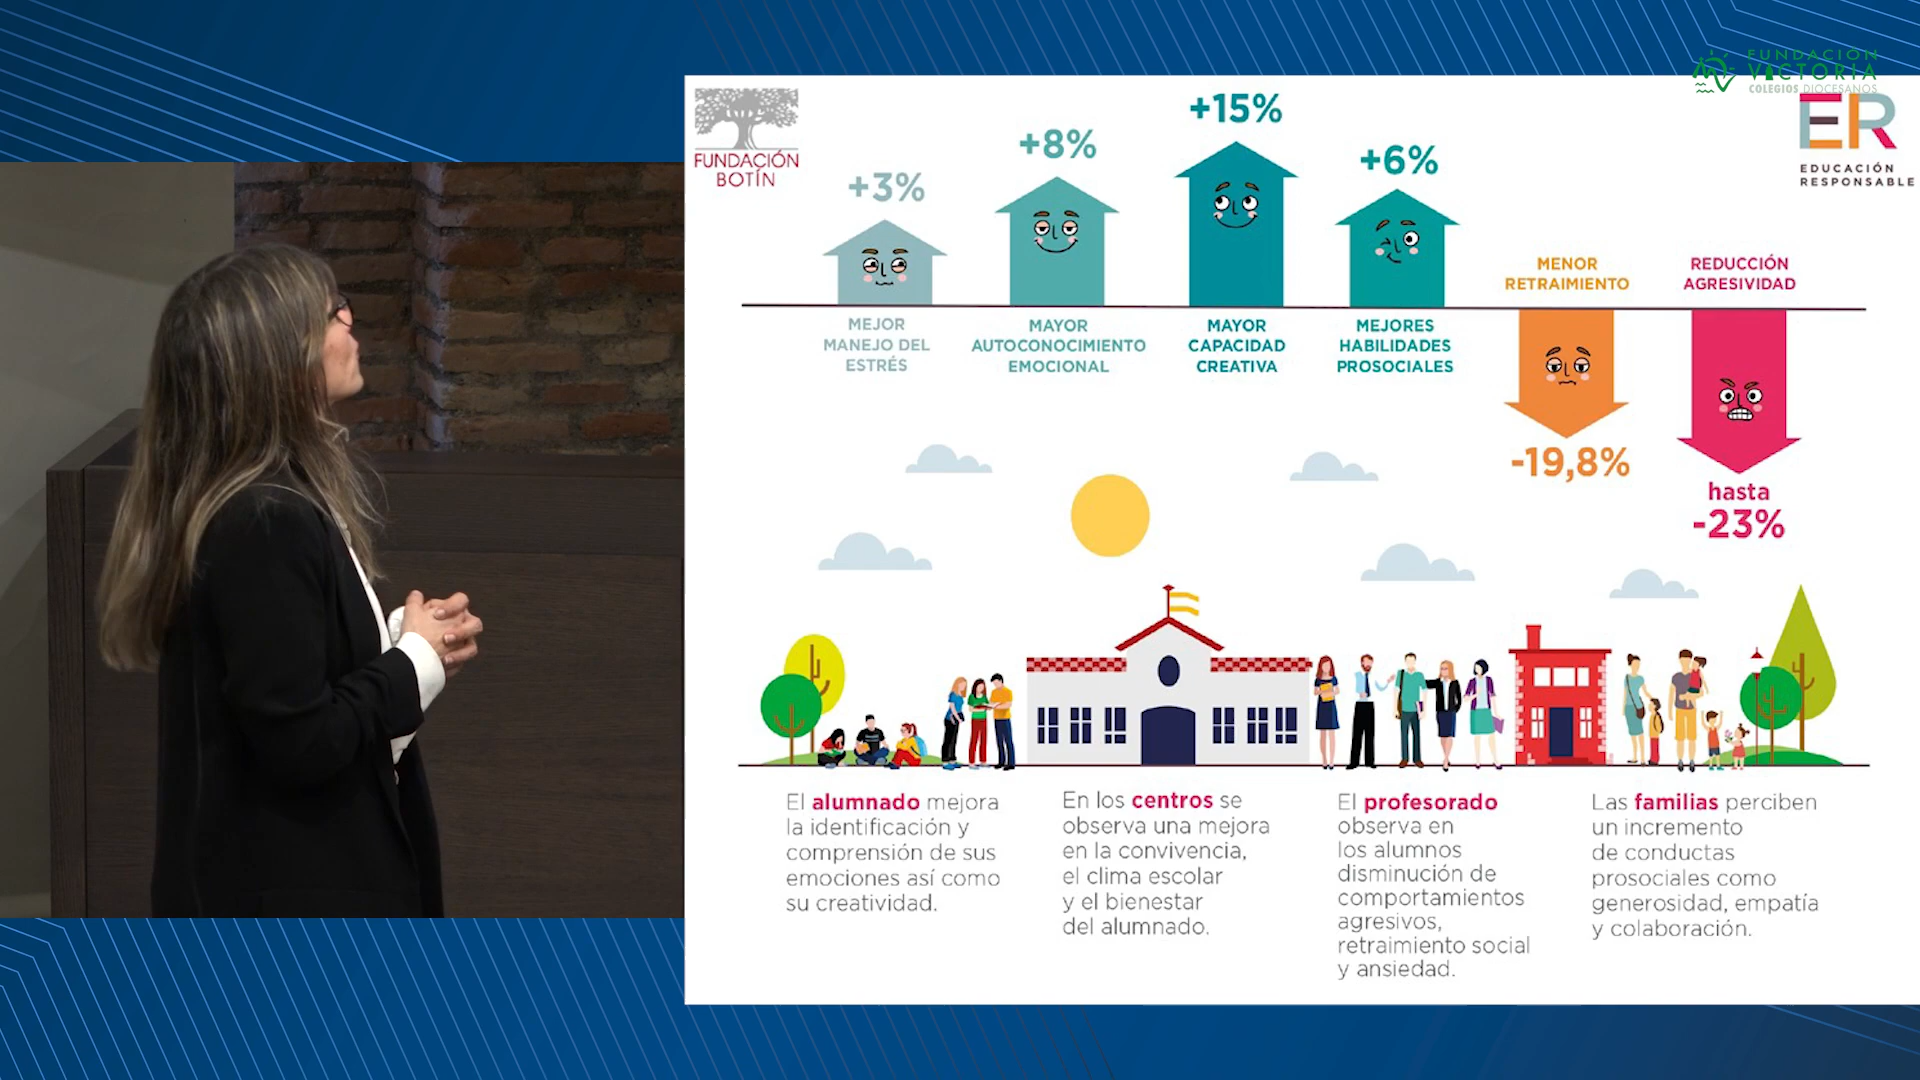 FUNDACIÓN
VICTORIA
COLEGIOS DIOCESANOS
FUNDACIÓN
BOTÍN
ER
EDUCACIÓN
RESPONSABLE
+3%
+8%
+15%
+6%
MENOR
RETRAIMIENTO
REDUCCIÓN
AGRESIVIDAD
MEJOR
MANEJO DEL
ESTRÉS
MAYOR
AUTOCONOCIMIENTO
EMOCIONAL
MAYOR
CAPACIDAD
CREATIVA
MEJORES
HABILIDADES
PROSOCIALES
-19,8%
hasta
-23%
El alumnado mejora
la identificación y
comprensión de sus
emociones así como
su creatividad.
En los centros se
observa una mejora
en la convivencia,
el clima escolar
y el bienestar
del alumnado.
El profesorado
observa en
los alumnos
disminución de
comportamientos
agresivos,
retraimiento social
y ansiedad.
Las familias perciben
un incremento
de conductas
prosociales como
generosidad, empatía
y colaboración.